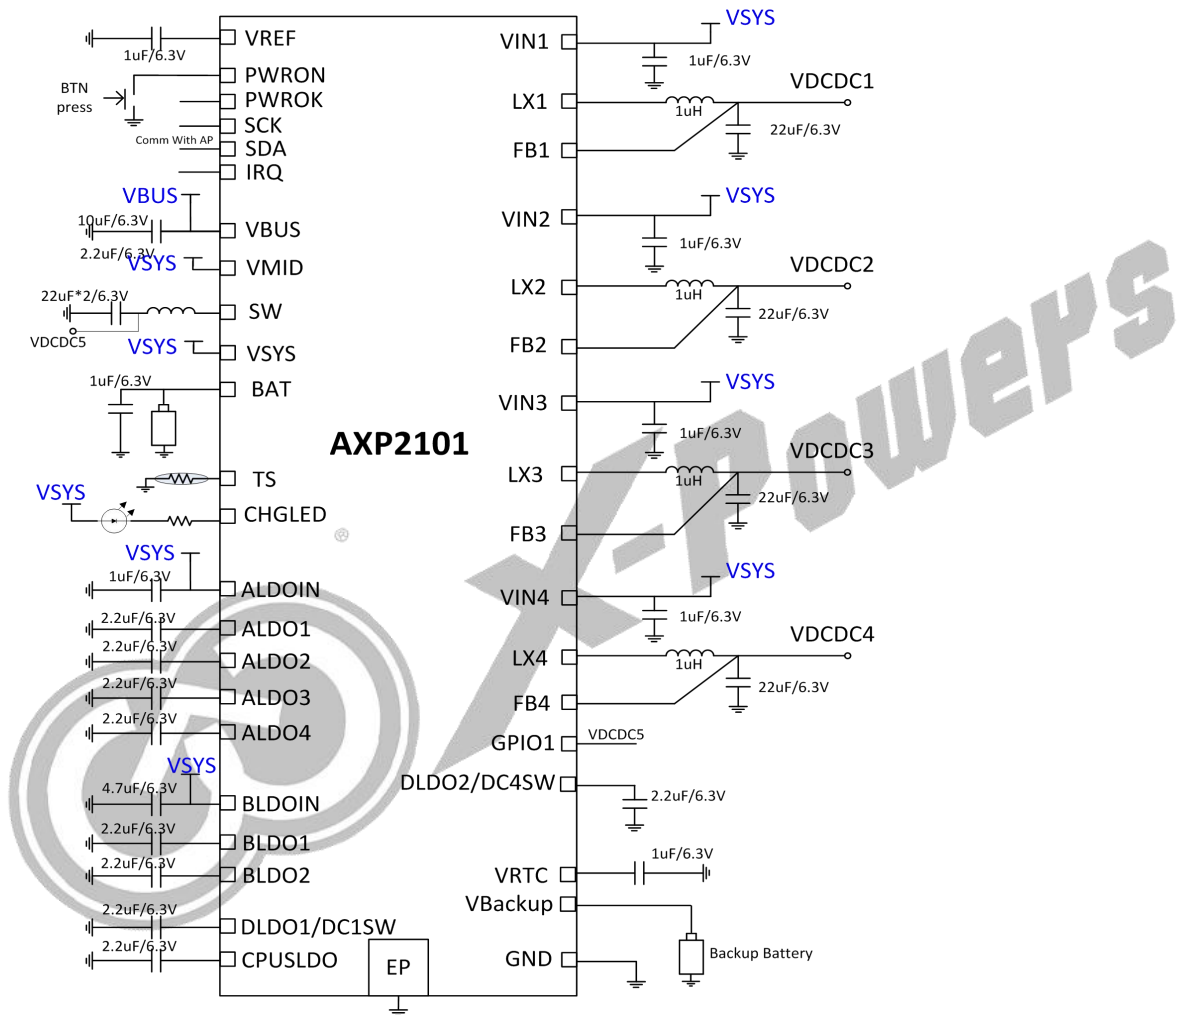 VREF
1uF/6.3V
BTN
press
PWRON
PWROK
SCK
Comm With AP
SDA
IRQ
VBUS
10uF/6.3V
VBUS
2.2uF/6.3V
VSYS
VMID
22uF*2/6.3V
SW
VDCDC5
VSYS
VSYS
1uF/6.3V
BAT
AXP2101
TS
VSYS
CHGLED
®
VSYS
1uF/6.3V
ALDOIN
2.2uF/6.3V
ALDO1
2.2uF/6.3V
ALDO2
2.2uF/6.3V
ALDO3
2.2uF/6.3V
ALDO4
VSYS
4.7uF/6.3V
BLDOIN
2.2uF/6.3V
BLDO1
2.2uF/6.3V
BLDO2
2.2uF/6.3V
DLDO1/DC1SW
2.2uF/6.3V
CPUSLDO
EP
VSYS
VIN1
1uF/6.3V
VDCDC1
LX1
1uH
22uF/6.3V
FB1
VSYS
VIN2
1uF/6.3V
VDCDC2
LX2
1uH
22uF/6.3V
FB2
VSYS
VIN3
1uF/6.3V
VDCDC3
LX3
1uH
22uF/6.3V
FB3
VSYS
VIN4
1uF/6.3V
VDCDC4
LX4
1uH
22uF/6.3V
FB4
GPIO1
VDCDC5
DLDO2/DC4SW
2.2uF/6.3V
1uF/6.3V
VRTC
VBackup
Backup Battery
GND
X-Powers